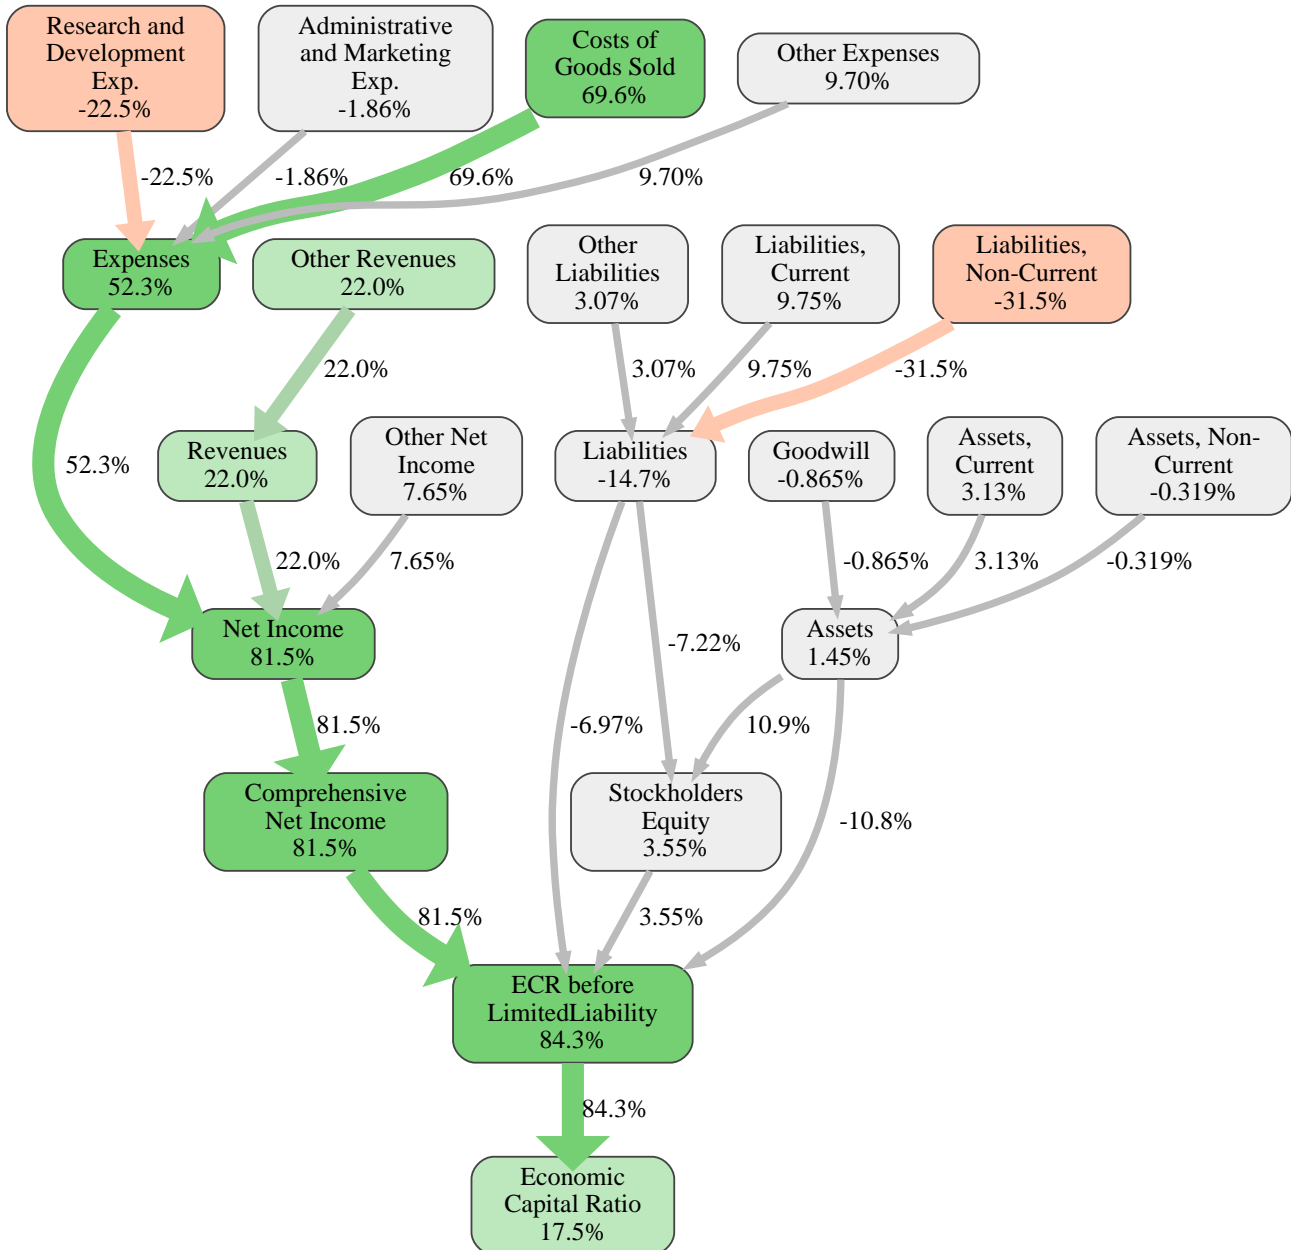 Research and
Development
Exp.
-22.5%
Administrative
and Marketing
Exp.
-1.86%
Costs of
Goods Sold
69.6%
Other Expenses
9.70%
-22.5%
-1.86%
69.6%
9.70%
Expenses
52.3%
Other Revenues
22.0%
Other
Liabilities
3.07%
Liabilities,
Current
9.75%
Liabilities,
Non-Current
-31.5%
22.0%
3.07%
9.75%
-31.5%
52.3%
Revenues
22.0%
Other Net
Income
7.65%
Liabilities
-14.7%
Goodwill
-0.865%
Assets,
Current
3.13%
Assets, Non-
Current
-0.319%
22.0%
7.65%
-0.865%
3.13%
-0.319%
Net Income
81.5%
-7.22%
Assets
1.45%
81.5%
-6.97%
10.9%
Comprehensive
Net Income
81.5%
Stockholders
Equity
3.55%
-10.8%
81.5%
3.55%
ECR before
LimitedLiability
84.3%
84.3%
Economic
Capital Ratio
17.5%